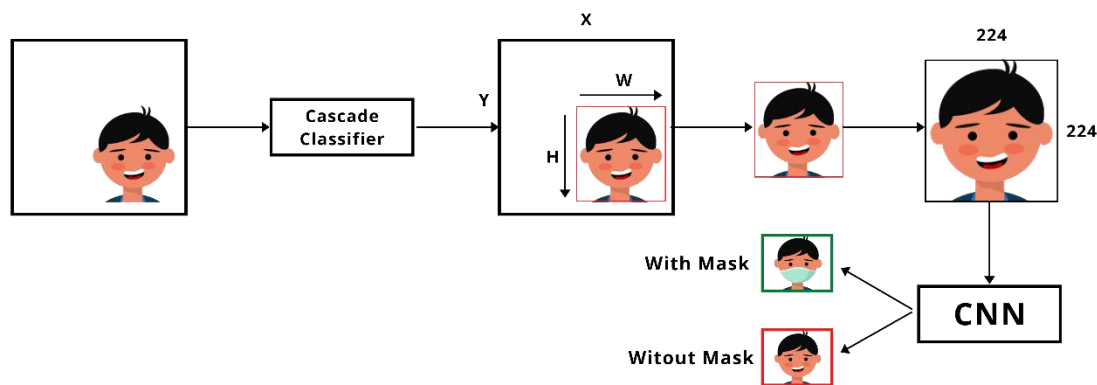 X
224
Cascade
Classifier
Y
W
H
224
With Mask
CNN
Witout Mask